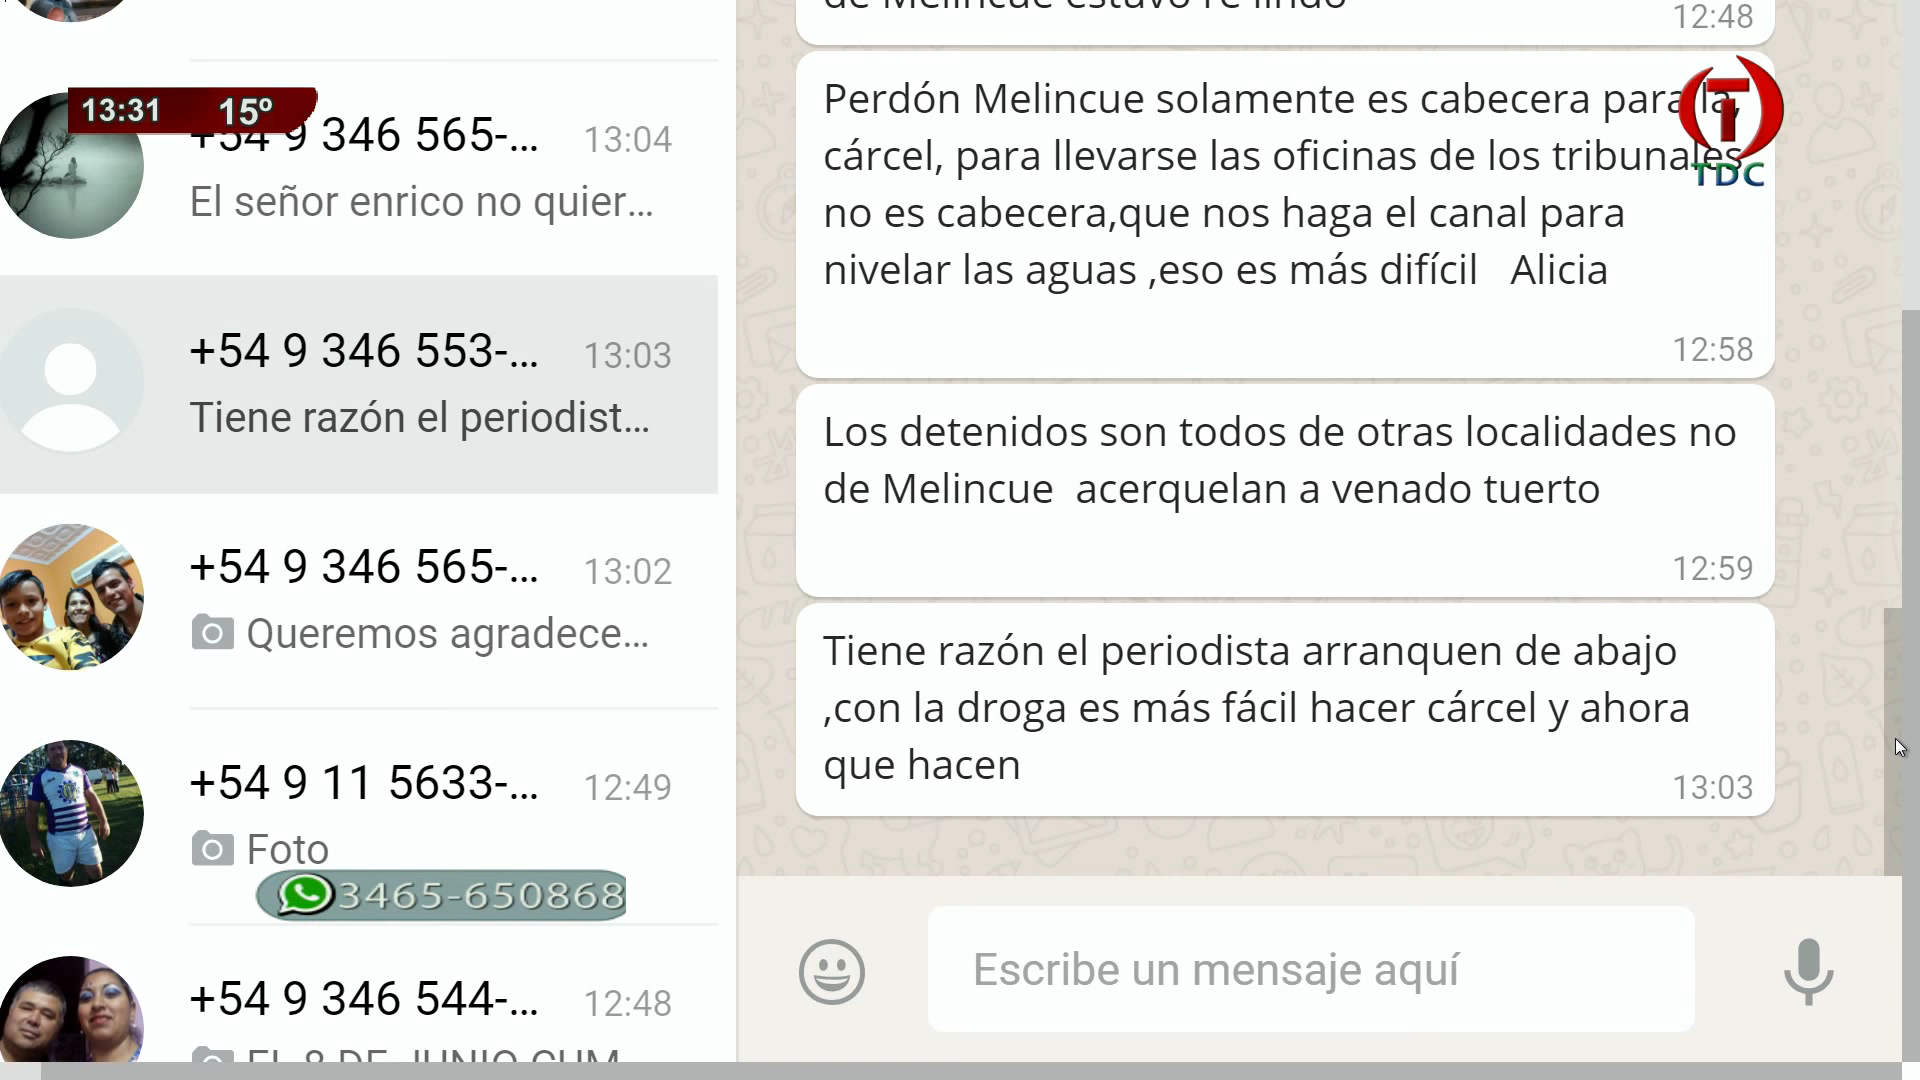 13:31 15º
+54 9 346 565-... 13:04
El señor enrico no quier...
+54 9 346 553-... 13:03
Tiene razón el periodist...
+54 9 346 565-... 13:02
Queremos agradece...
+54 9 11 5633-... 12:49
Foto
3465-650868
+54 9 346 544-... 12:48
EL 8 DE JUNIO CUM
de Melincue estuvo re lindo
12:48
Perdón Melincue solamente es cabecera para la,
cárcel, para llevarse las oficinas de los tribunales
no es cabecera,que nos haga el canal para
nivelar las aguas ,eso es más difícil Alicia
12:58
Los detenidos son todos de otras localidades no
de Melincue acerquelan a venado tuerto
12:59
Tiene razón el periodista arranquen de abajo
,con la droga es más fácil hacer cárcel y ahora
que hacen
13:03
T
TDC
Escribe un mensaje aquí